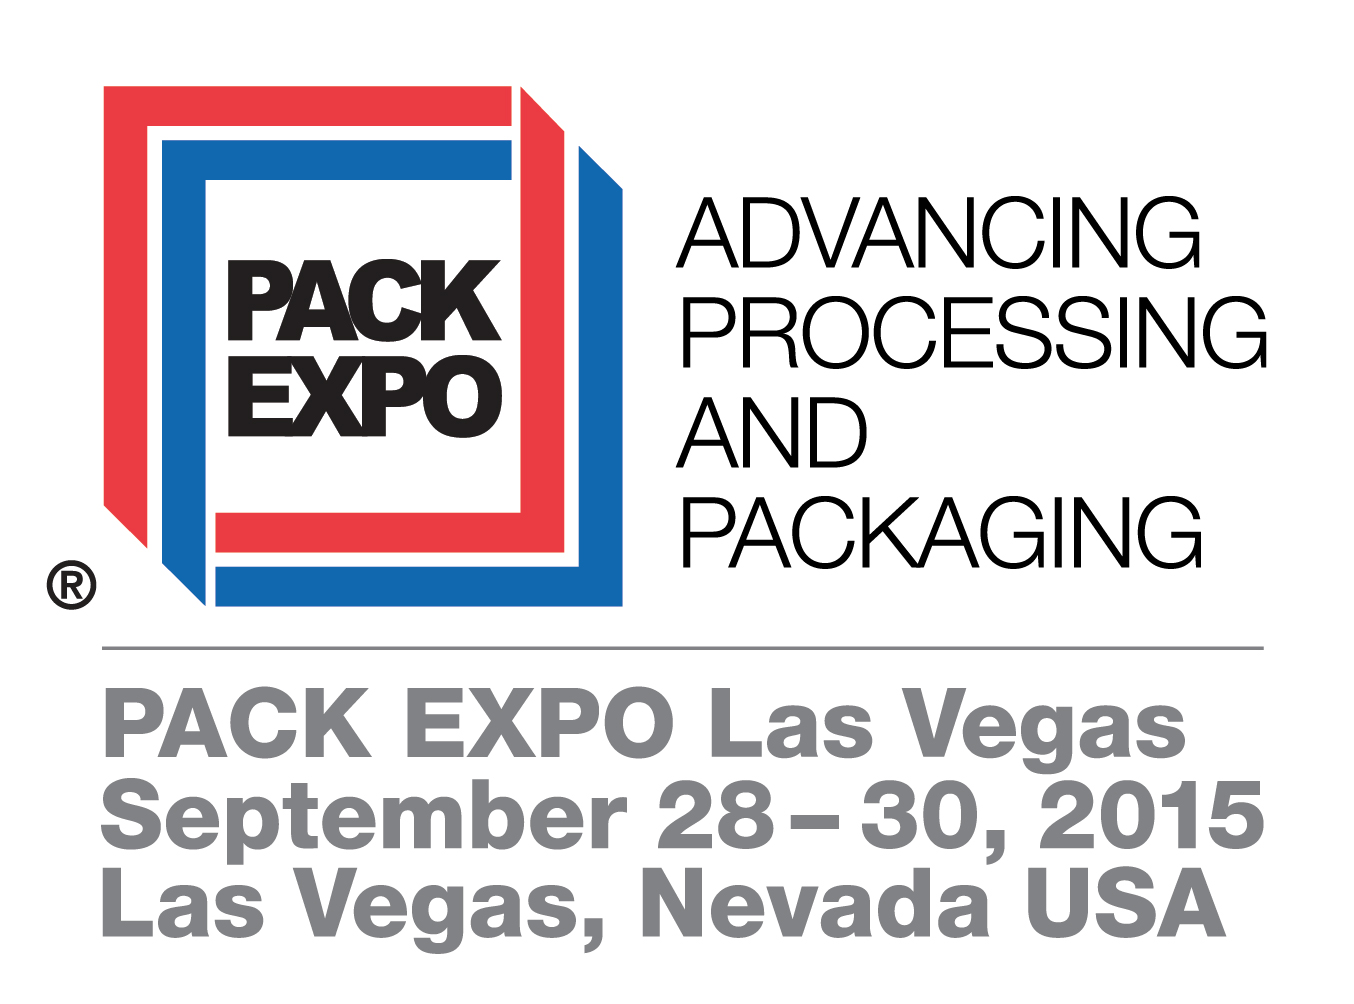 PACK
EXPO
®
ADVANCING
PROCESSING
AND
PACKAGING
PACK EXPO Las Vegas
September 28 – 30, 2015
Las Vegas, Nevada USA